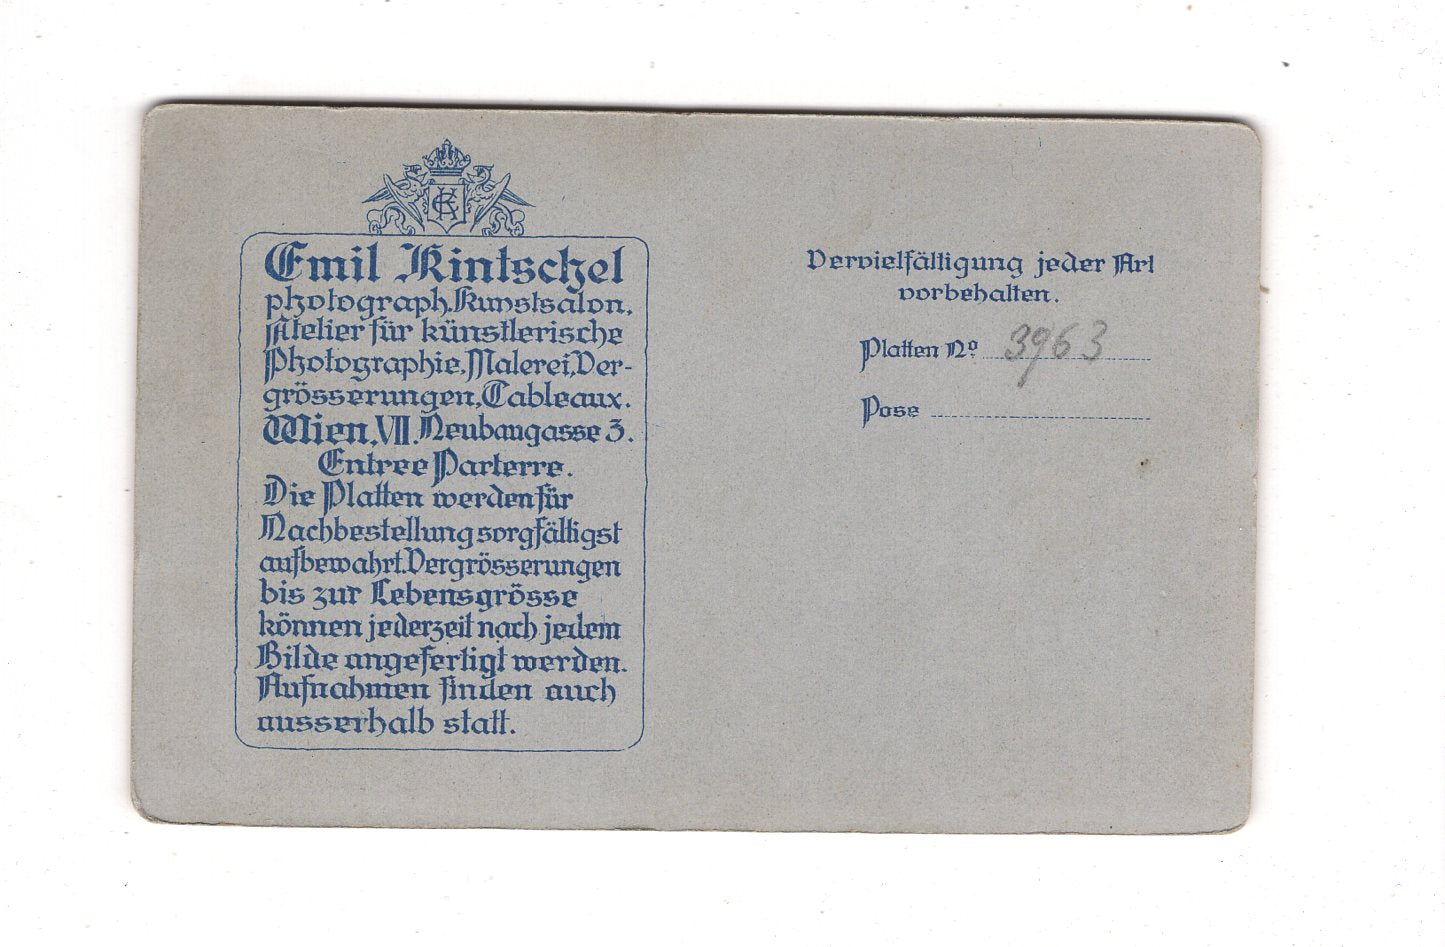 EK
Emil Kintschel
photograph. Kunstsalon,
Atelier für künstlerische
Photographie, Malerei, Ver-
grösserungen, Tableaux.
Wien, VII. Neubaugasse 3.
Entree Parterre.
Die Platten werden für
Nachbestellung sorgfältigst
aufbewahrt. Vergrösserungen
bis zur Lebensgrösse
können jederzeit nach jedem
Bilde angefertigt werden.
Aufnahmen finden auch
ausserhalb statt.
Vervielfältigung jeder Art
vorbehalten.
Platten No 3963
Pose